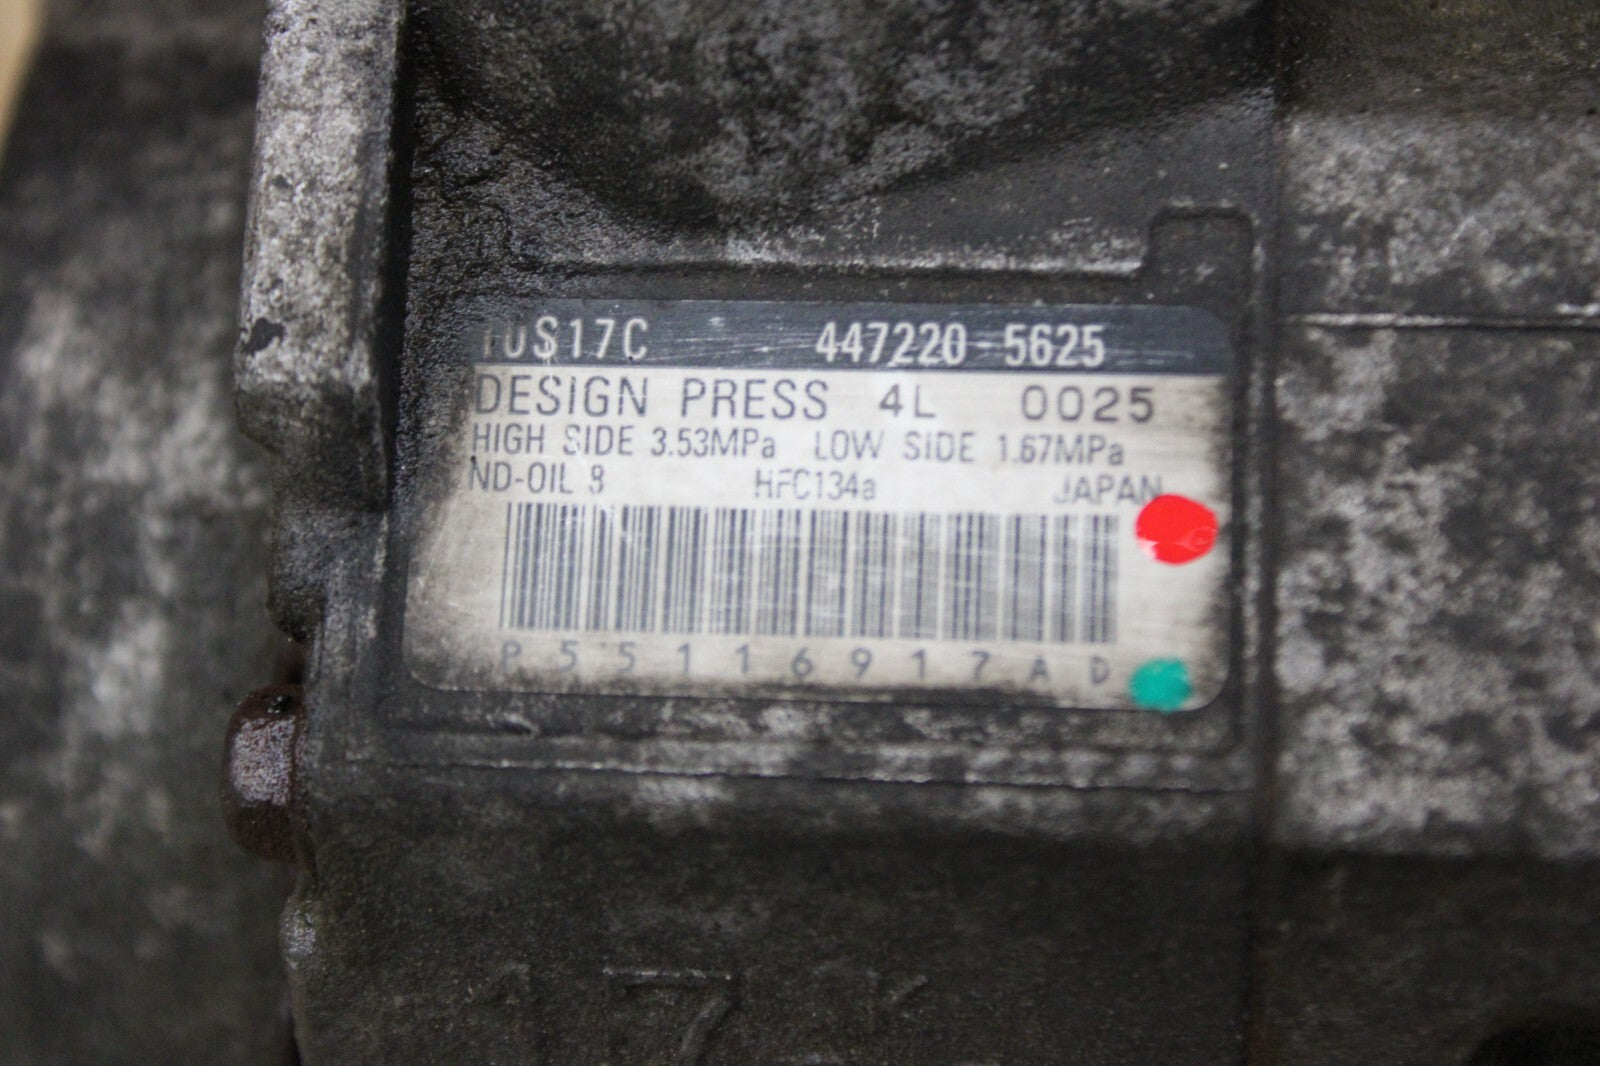 10S17C 447220-5625
DESIGN PRESS 4L 0025
HIGH SIDE 3.53MPa LOW SIDE 1.67MPa
ND-OIL 8 HFC134a JAPAN
P55116917AD
17